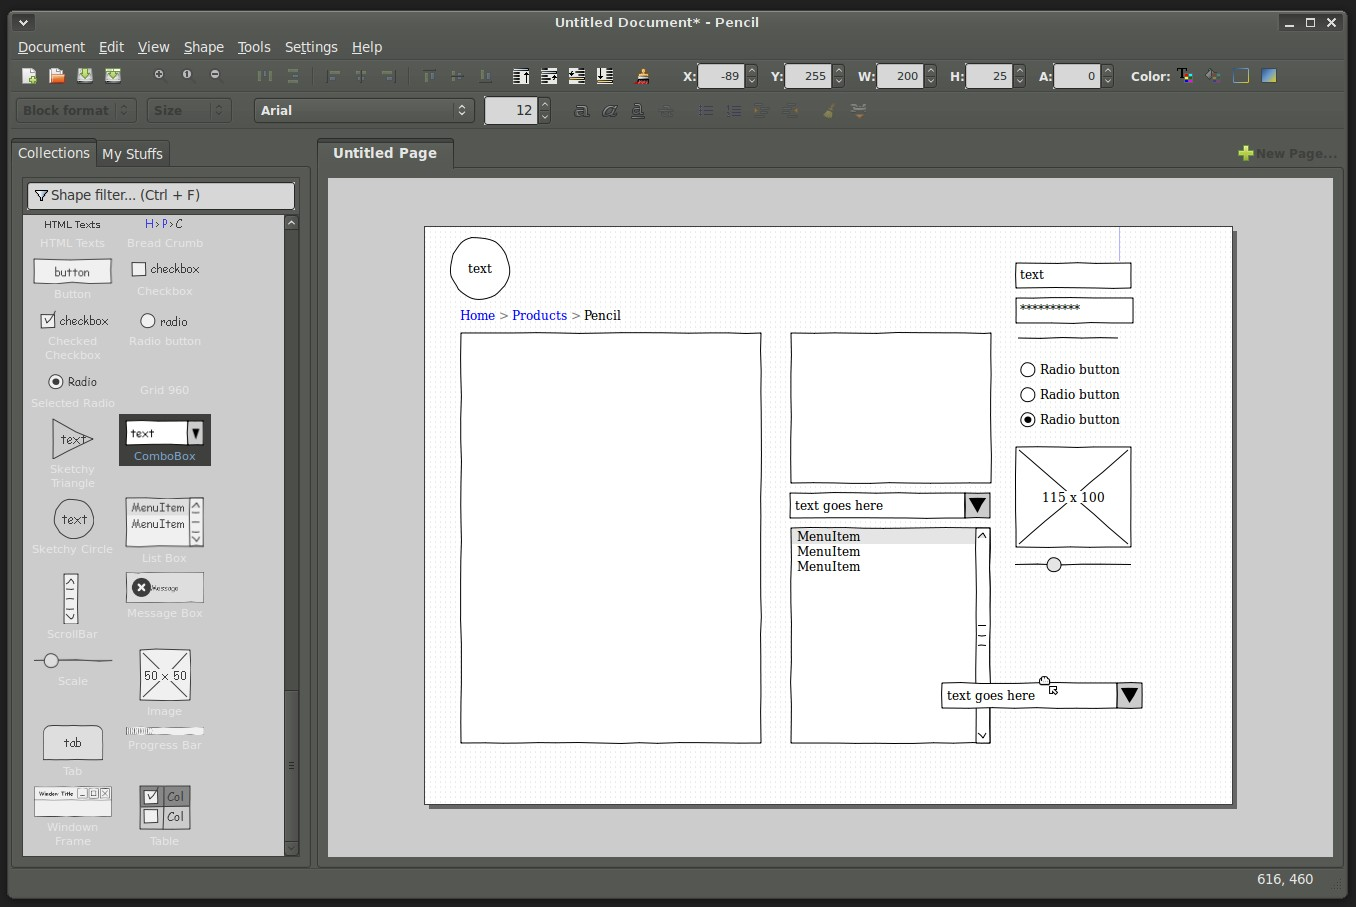 Untitled Document* - Pencil
Document Edit View Shape Tools Settings Help
X: -89 Y: 255 W: 200 H: 25 A: 0 Color:
Block format Size Arial 12
Collections My Stuffs
Untitled Page
New Page...
Shape filter... (Ctrl + F)
HTML Texts
HTML Texts
H>P>C
Bread Crumb
button
Button
checkbox
Checkbox
checkbox
Checked
Checkbox
radio
Radio button
Radio
Selected Radio
Grid 960
text
Sketchy
Triangle
text
ComboBox
text
Sketchy Circle
MenuItem
MenuItem
List Box
ScrollBar
Message
Message Box
Scale
50 x 50
Image
tab
Tab
Progress Bar
Window Title
Windown
Frame
Col
Col
Table
text
Home > Products > Pencil
text goes here
MenuItem
MenuItem
MenuItem
text
**********
Radio button
Radio button
Radio button
115 x 100
text goes here
616, 460